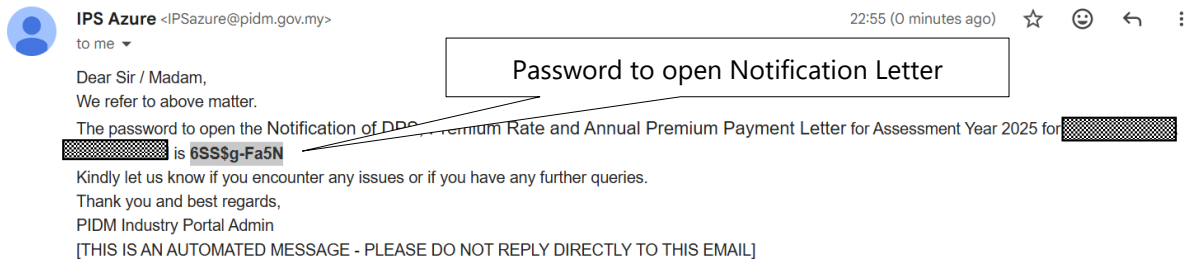 IPS Azure <IPSazure@pidm.gov.my> 22:55 (0 minutes ago)
to me
Password to open Notification Letter
Dear Sir / Madam,
We refer to above matter.
The password to open the Notification of DPS, Premium Rate and Annual Premium Payment Letter for Assessment Year 2025 for
is 6SS$g-Fa5N
Kindly let us know if you encounter any issues or if you have any further queries.
Thank you and best regards,
PIDM Industry Portal Admin
[THIS IS AN AUTOMATED MESSAGE - PLEASE DO NOT REPLY DIRECTLY TO THIS EMAIL]